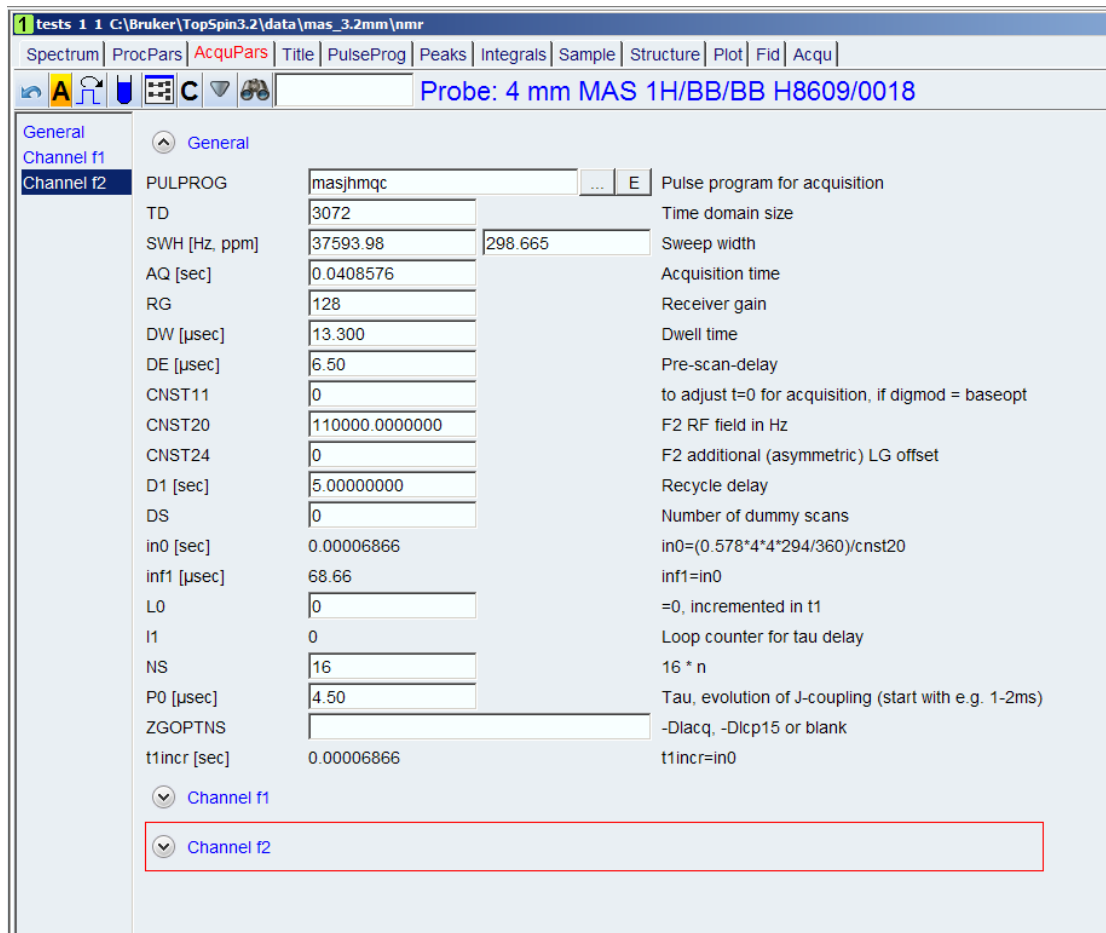 1 tests 1 1 C:\Bruker\TopSpin3.2\data\mas_3.2mm\nmr
Spectrum ProcPars AcquPars Title PulseProg Peaks Integrals Sample Structure Plot Fid Acqu
A C Probe: 4 mm MAS 1H/BB/BB H8609/0018
General
Channel f1
Channel f2
General
PULPROG masjhmqc ... E Pulse program for acquisition
TD 3072 Time domain size
SWH [Hz, ppm] 37593.98 298.665 Sweep width
AQ [sec] 0.0408576 Acquisition time
RG 128 Receiver gain
DW [µsec] 13.300 Dwell time
DE [µsec] 6.50 Pre-scan-delay
CNST11 0 to adjust t=0 for acquisition, if digmod = baseopt
CNST20 110000.0000000 F2 RF field in Hz
CNST24 0 F2 additional (asymmetric) LG offset
D1 [sec] 5.00000000 Recycle delay
DS 0 Number of dummy scans
in0 [sec] 0.00006866 in0=(0.578*4*4*294/360)/cnst20
inf1 [µsec] 68.66 inf1=in0
L0 0 =0, incremented in t1
l1 0 Loop counter for tau delay
NS 16 16 * n
P0 [µsec] 4.50 Tau, evolution of J-coupling (start with e.g. 1-2ms)
ZGOPTNS -Dlacq, -Dlcp15 or blank
t1incr [sec] 0.00006866 t1incr=in0
Channel f1
Channel f2